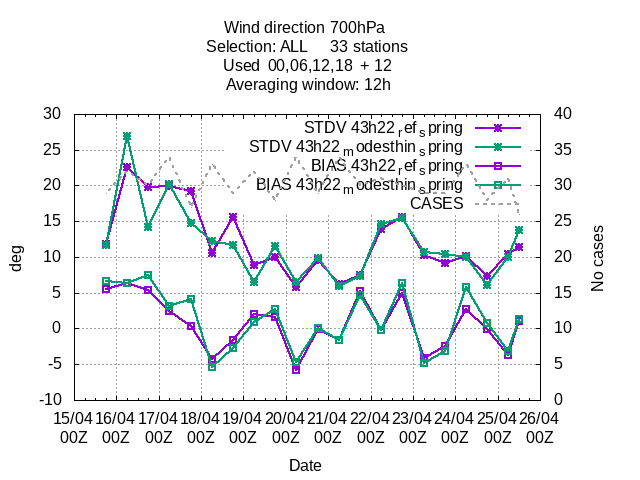 Wind direction 700hPa
Selection: ALL 33 stations
Used 00,06,12,18 + 12
Averaging window: 12h
STDV 43h22_ref_spring
STDV 43h22_modesthin_spring
BIAS 43h22_ref_spring
BIAS 43h22_modesthin_spring
CASES
30
25
20
15
10
5
0
-5
-10
deg
40
35
30
25
20
15
10
5
0
No cases
15/04 16/04 17/04 18/04 19/04 20/04 21/04 22/04 23/04 24/04 25/04 26/04
00Z 00Z 00Z 00Z 00Z 00Z 00Z 00Z 00Z 00Z 00Z 00Z
Date